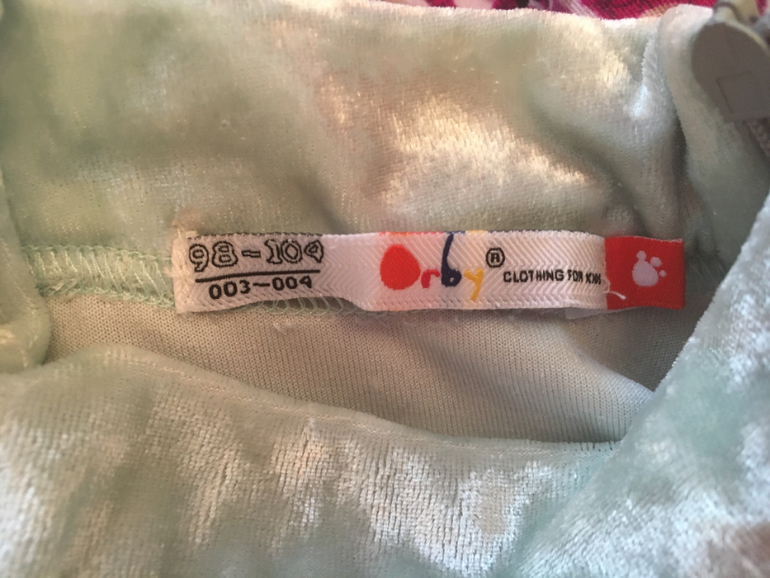 98-104
003~004
Orby ®
CLOTHING FOR KIDS